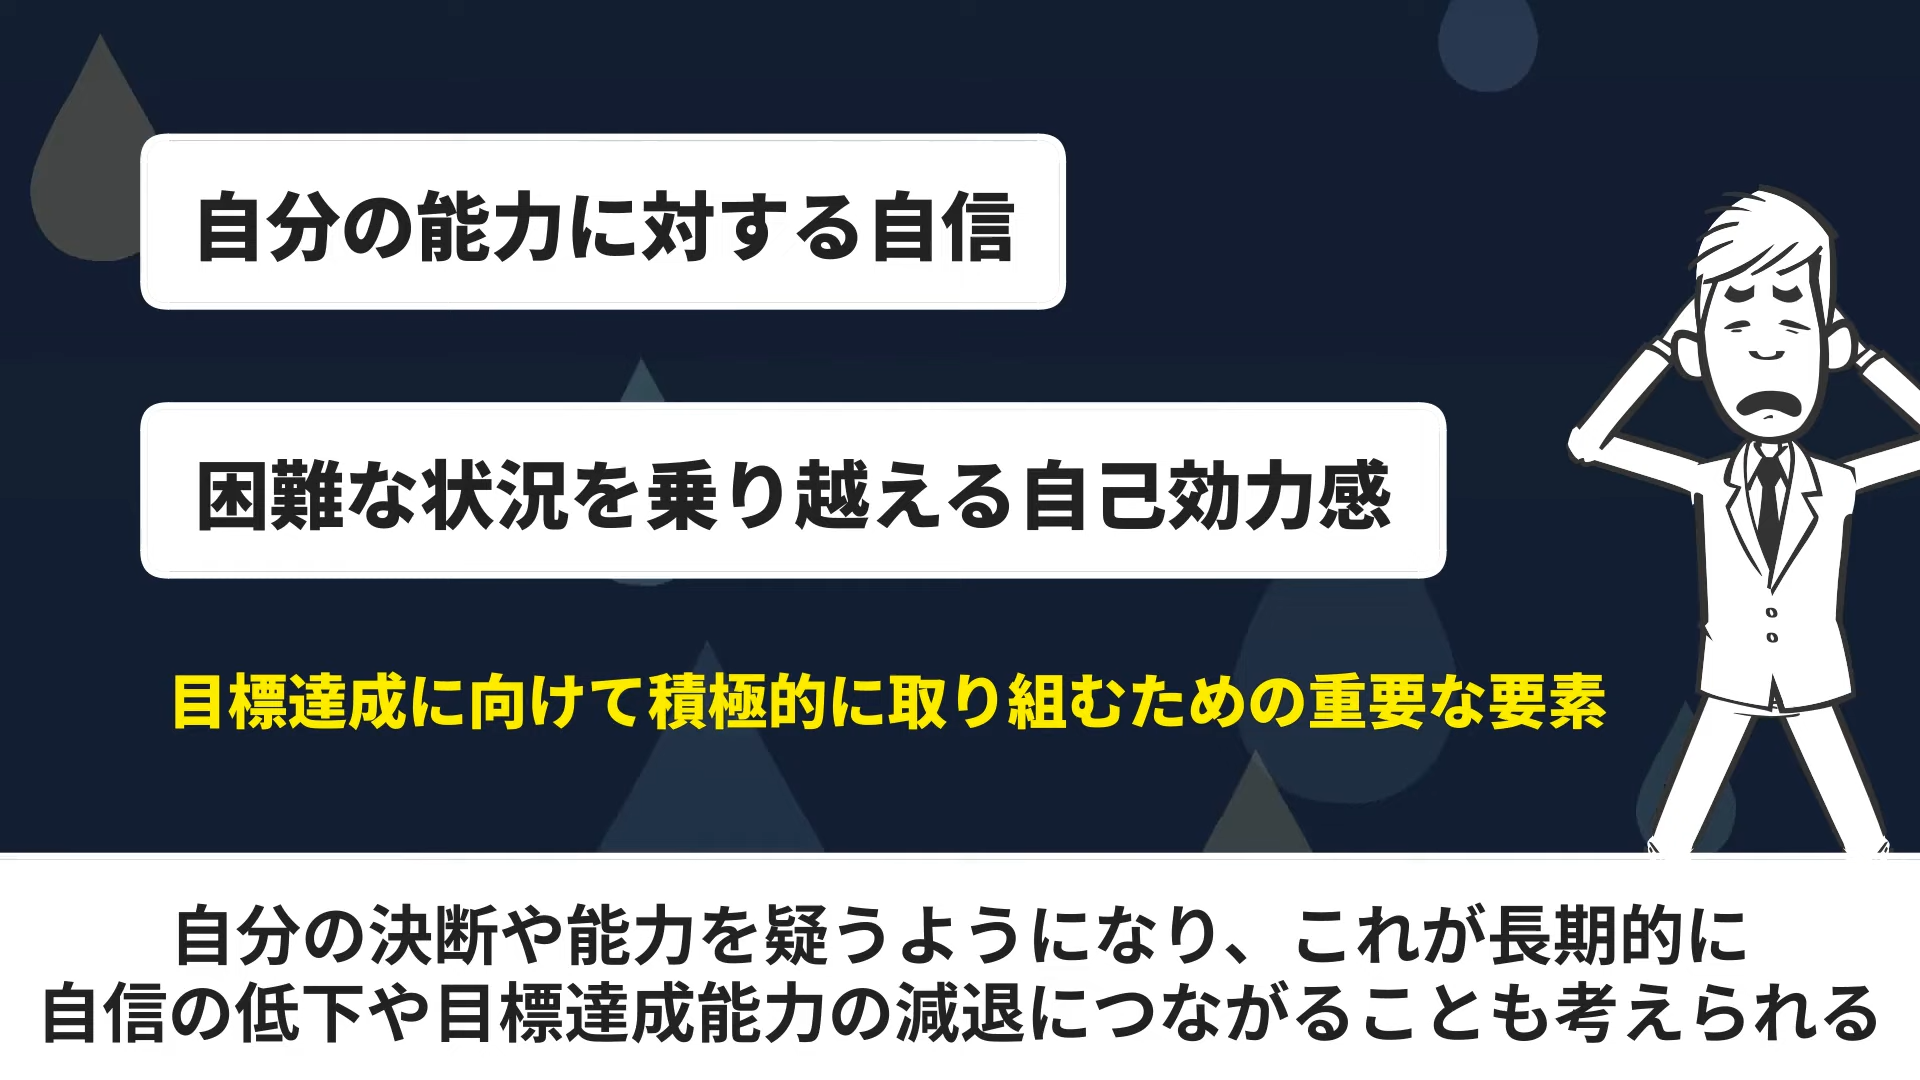 自分の能力に対する自信
困難な状況を乗り越える自己効力感
目標達成に向けて積極的に取り組むための重要な要素
自分の決断や能力を疑うようになり、これが長期的に
自信の低下や目標達成能力の減退につながることも考えられる